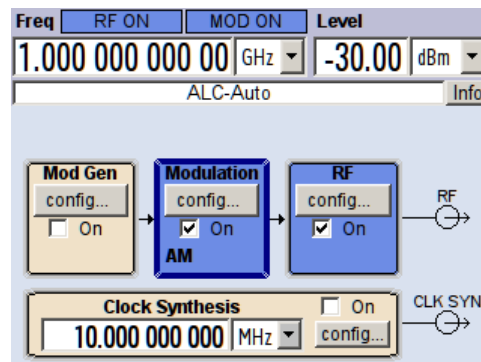 Freq RF ON MOD ON Level
1.000 000 000 00 GHz -30.00 dBm
ALC-Auto Info
Mod Gen Modulation RF
config... config... config... RF
On On On
AM
Clock Synthesis On CLK SYN
10.000 000 000 MHz config...